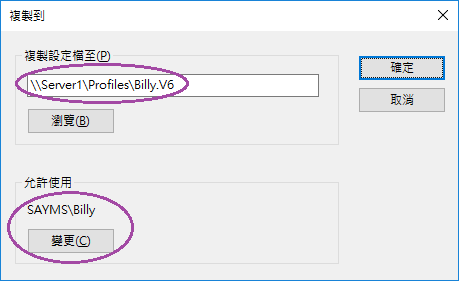 複製到
複製設定檔至(P)
\\Server1\Profiles\Billy.V6
瀏覽(B)
確定
取消
允許使用
SAYMS\Billy
變更(C)